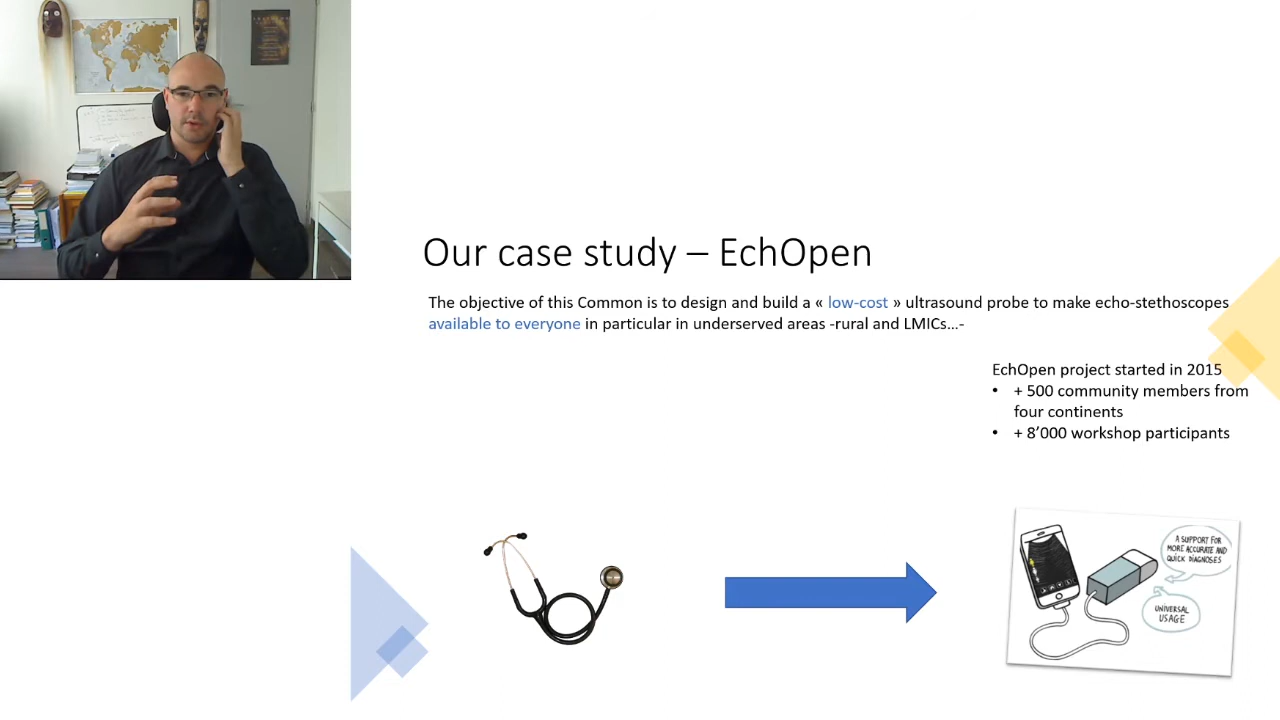 Our case study – EchOpen
The objective of this Common is to design and build a « low-cost » ultrasound probe to make echo-stethoscopes
available to everyone in particular in underserved areas -rural and LMICs...-
EchOpen project started in 2015
• + 500 community members from
four continents
• + 8’000 workshop participants
A SUPPORT FOR
MORE ACCURATE AND
QUICK DIAGNOSES
UNIVERSAL
USAGE